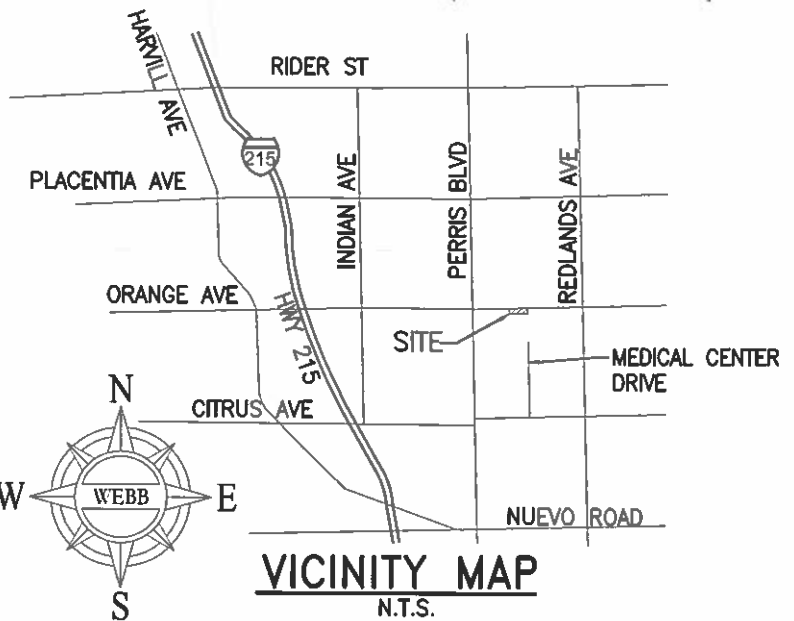 HARVILL AVE
RIDER ST
215
PLACENTIA AVE
INDIAN AVE
PERRIS BLVD
REDLANDS AVE
ORANGE AVE
HWY 215
SITE
MEDICAL CENTER
DRIVE
CITRUS AVE
N
W
WEBB
E
S
NUEVO ROAD
VICINITY MAP
N.T.S.